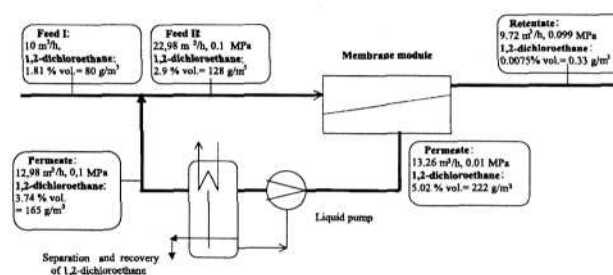 Feed I:
10 m³/h,
1,2-dichloroethane:
1.81 % vol.= 80 g/m³
Feed II:
22,98 m ³/h, 0.1 MPa
1,2-dichloroethane:
2.9 % vol.= 128 g/m³
Retentate:
9.72 m³/h, 0.099 MPa
1,2-dichloroethane:
0.0075% vol.= 0.33 g/m³
Membrane module
Permeate:
12,98 m³/h, 0,1 MPa
1,2-dichloroethane:
3.74 % vol.
= 165 g/m³
Permeate:
13.26 m³/h, 0.01 MPa
1,2-dichloroethane:
5.02 % vol.= 222 g/m³
Liquid pump
Separation and recovery
of 1,2-dichloroethane